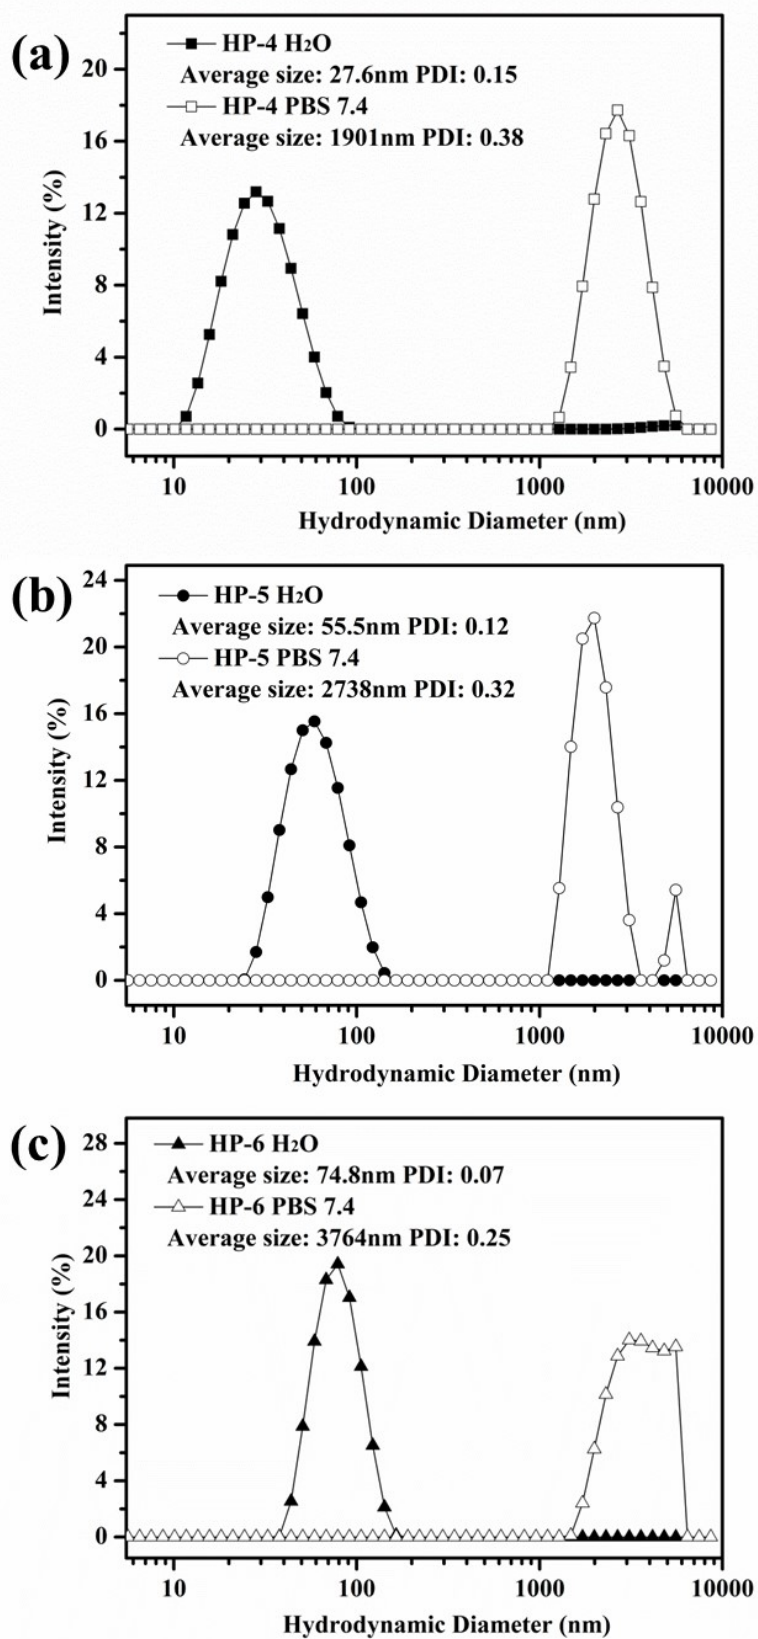 (a)
HP-4 H2O
Average size: 27.6nm PDI: 0.15
HP-4 PBS 7.4
Average size: 1901nm PDI: 0.38
20
16
12
8
4
0
Intensity (%)
10 100 1000 10000
Hydrodynamic Diameter (nm)
(b)
HP-5 H2O
Average size: 55.5nm PDI: 0.12
HP-5 PBS 7.4
Average size: 2738nm PDI: 0.32
24
20
16
12
8
4
0
Intensity (%)
10 100 1000 10000
Hydrodynamic Diameter (nm)
(c)
HP-6 H2O
Average size: 74.8nm PDI: 0.07
HP-6 PBS 7.4
Average size: 3764nm PDI: 0.25
28
24
20
16
12
8
4
0
Intensity (%)
10 100 1000 10000
Hydrodynamic Diameter (nm)